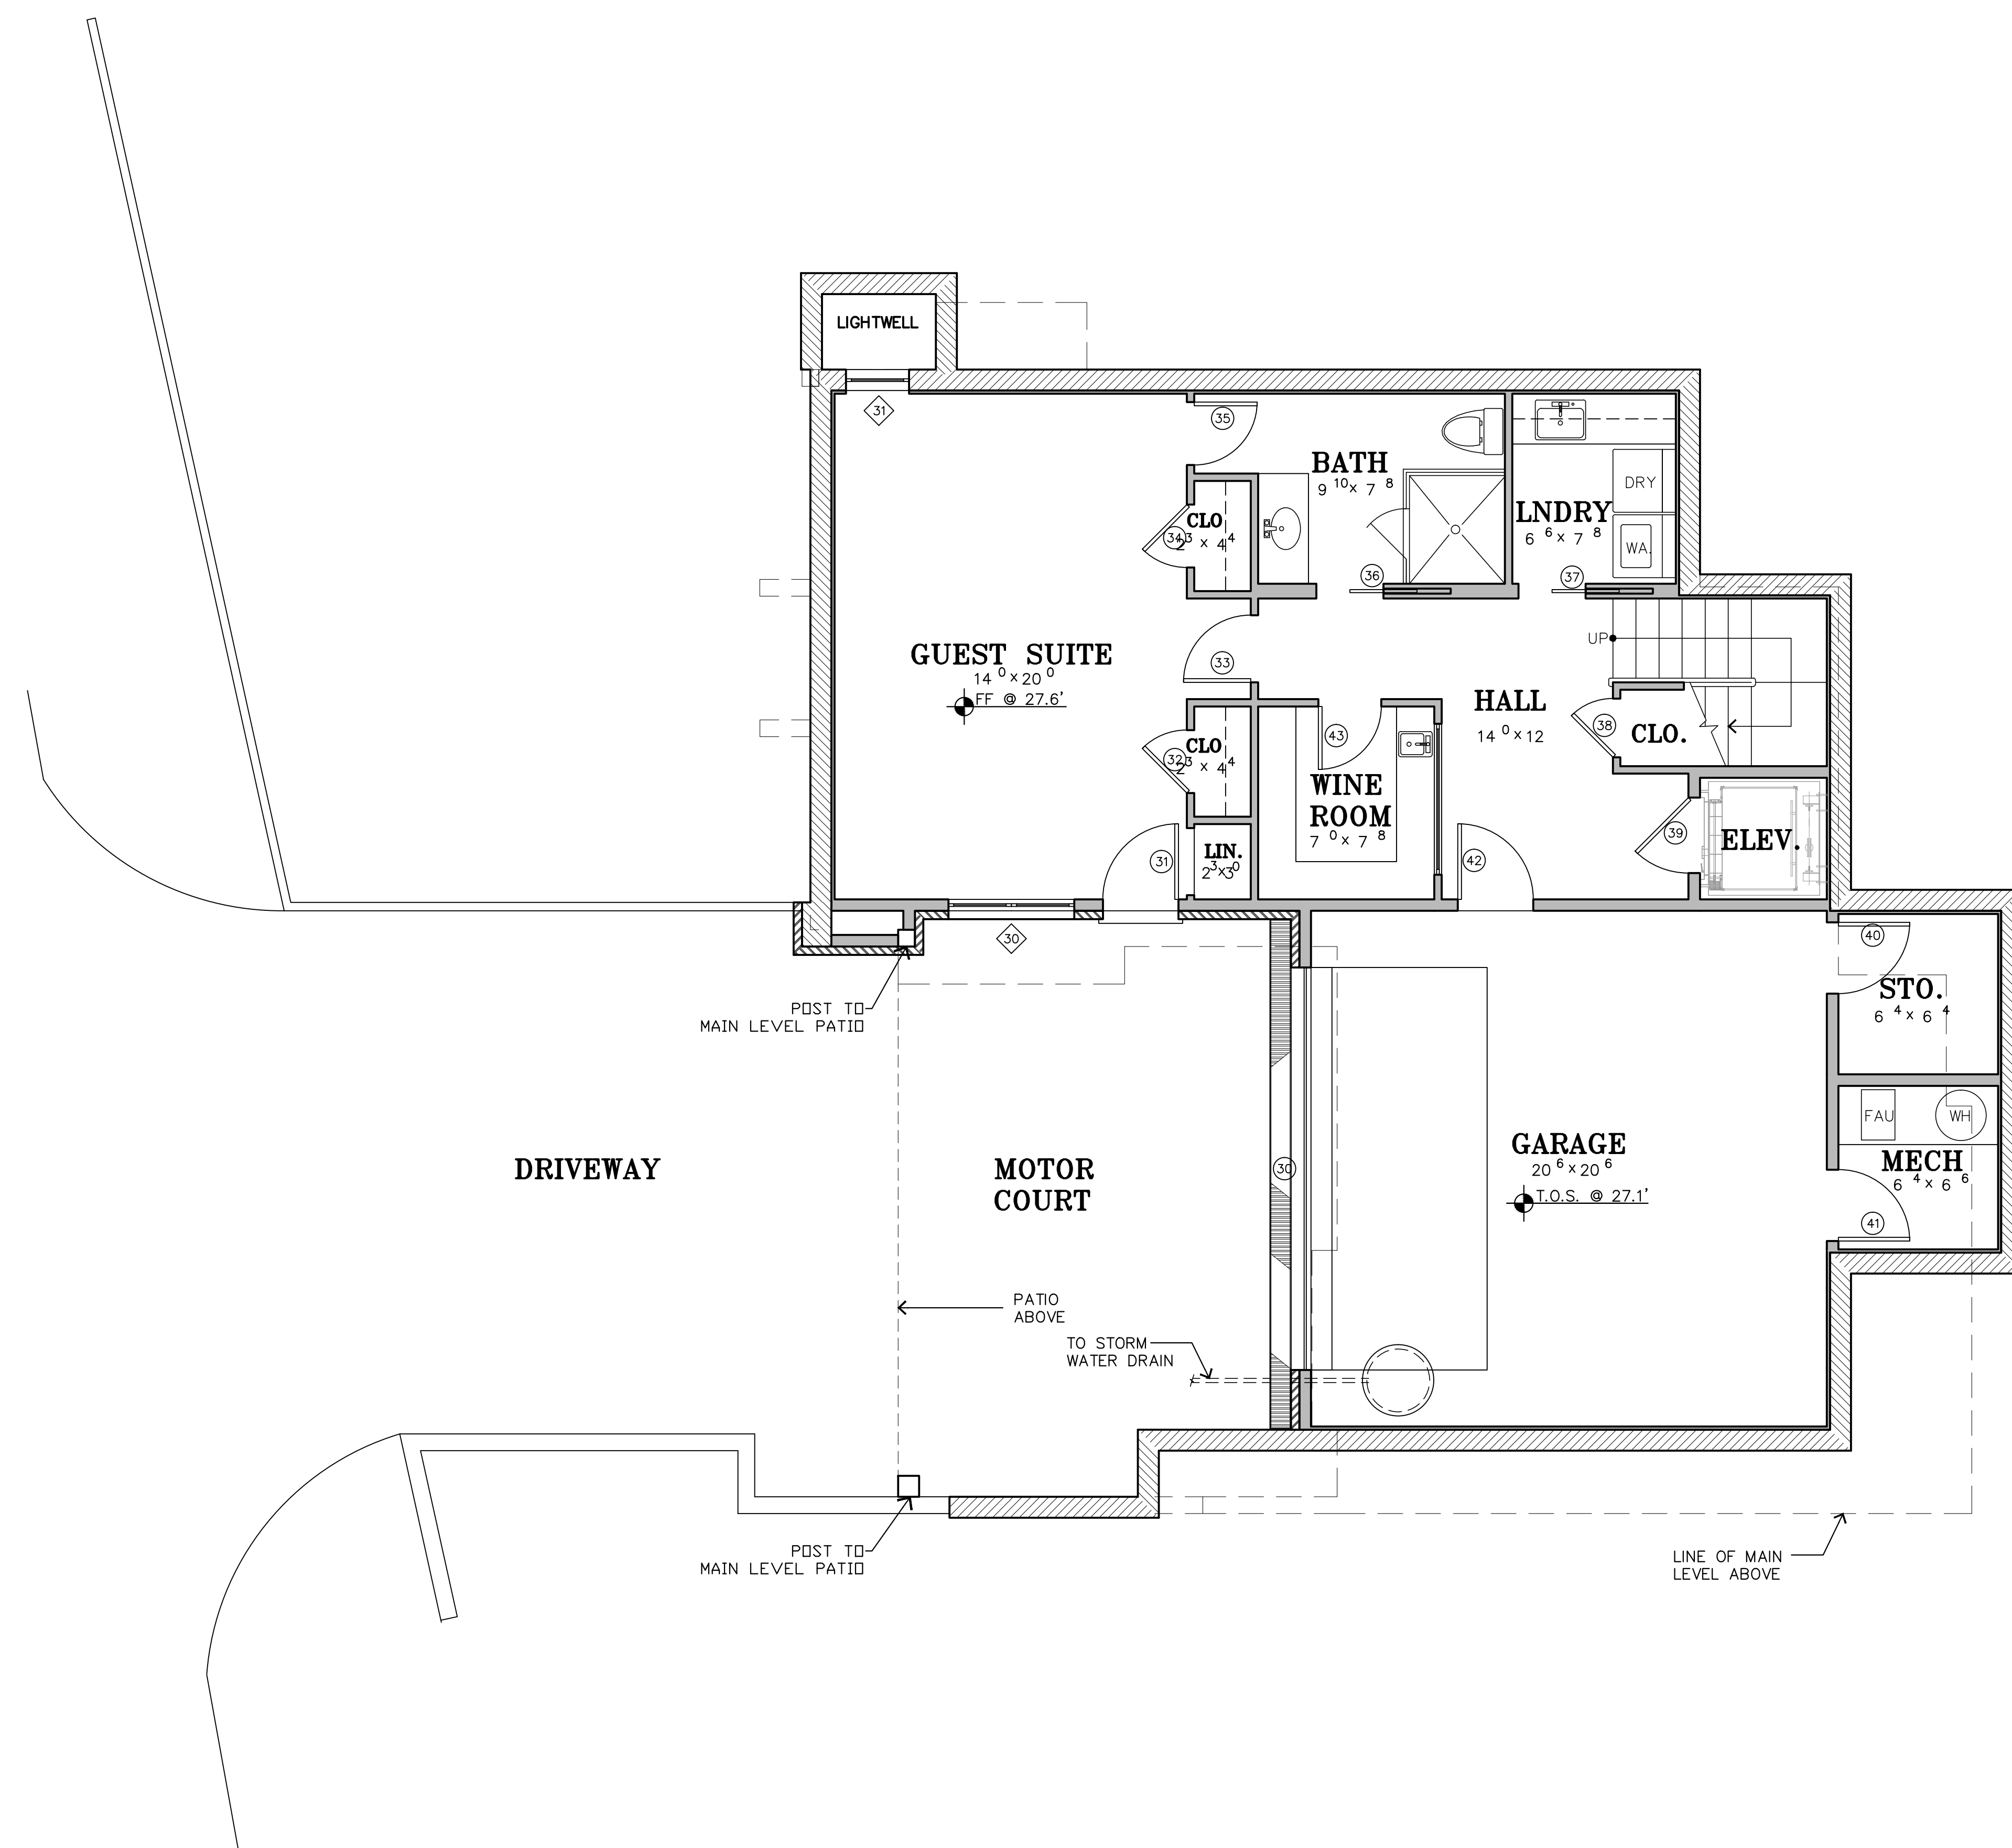 LIGHTWELL
31
35
BATH
9 10 x 7 8
DRY
LNDRY
6 6 x 7 8
WA.
CLO
34
2 3 x 4 4
36
37
UP
GUEST SUITE
14 0 x 20 0
FF @ 27.6'
33
HALL
14 0 x 12
38
CLO.
43
CLO
32
2 3 x 4 4
WINE
ROOM
7 0 x 7 8
39
ELEV.
31
LIN.
2 3 x 3 0
42
30
40
STO.
6 4 x 6 4
POST TO
MAIN LEVEL PATIO
FAU
WH
DRIVEWAY
MOTOR
COURT
30
GARAGE
20 6 x 20 6
T.O.S. @ 27.1'
MECH
6 4 x 6 6
41
PATIO
ABOVE
TO STORM
WATER DRAIN
POST TO
MAIN LEVEL PATIO
LINE OF MAIN
LEVEL ABOVE